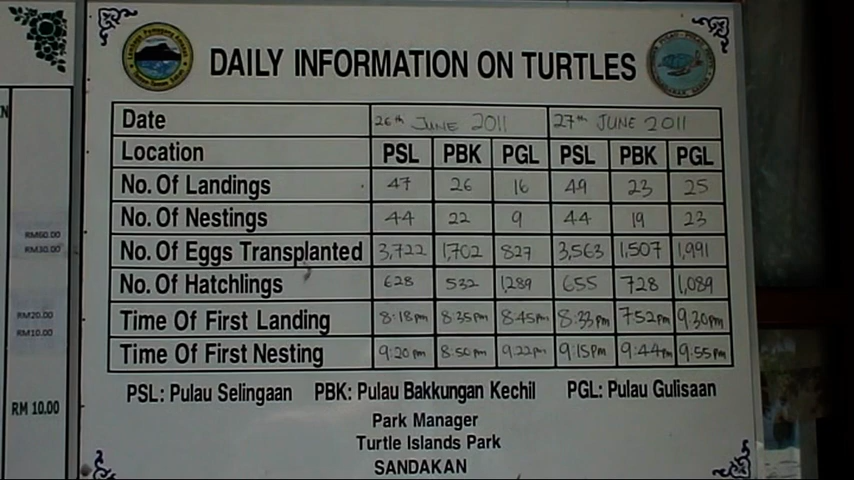 DAILY INFORMATION ON TURTLES
Date 26th JUNE 2011 27th JUNE 2011
Location PSL PBK PGL PSL PBK PGL
No. Of Landings 47 26 16 49 23 25
No. Of Nestings 44 22 9 44 19 23
No. Of Eggs Transplanted 3,722 1,702 827 3,563 1,507 1,991
No. Of Hatchlings 628 532 1,289 655 728 1,089
Time Of First Landing 8:18pm 8:35pm 8:45pm 8:33pm 7:52pm 9:30pm
Time Of First Nesting 9:20pm 8:50pm 9:22pm 9:15pm 9:44pm 9:55pm
PSL: Pulau Selingaan PBK: Pulau Bakkungan Kechil PGL: Pulau Gulisaan
Park Manager
Turtle Islands Park
SANDAKAN
RM60.00
RM30.00
RM20.00
RM10.00
RM 10.00